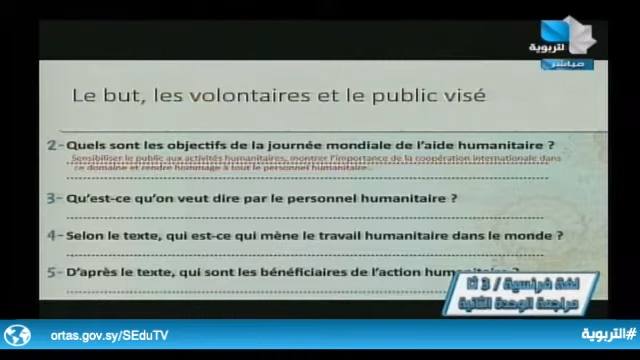 التربوية
مباشر
Le but, les volontaires et le public visé
2- Quels sont les objectifs de la journée mondiale de l'aide humanitaire ?
Sensibiliser le public aux activités humanitaires, montrer l'importance de la coopération internationale dans
ce domaine et rendre hommage à tout le personnel humanitaire..
3- Qu'est-ce qu'on veut dire par le personnel humanitaire ?
4- Selon le texte, qui est-ce qui mène le travail humanitaire dans le monde ?
5- D'après le texte, qui sont les bénéficiaires de l'action humanitaire ?
لغة فرنسية / 3 ثا
مراجعة الوحدة الثانية
ortas.gov.sy/SEduTV
#التربوية